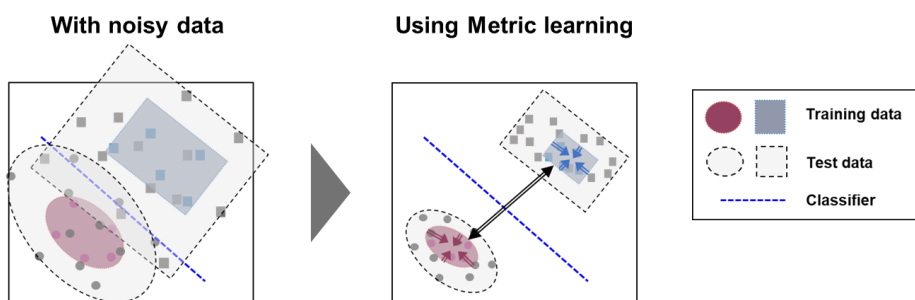 With noisy data
Using Metric learning
Training data
Test data
Classifier